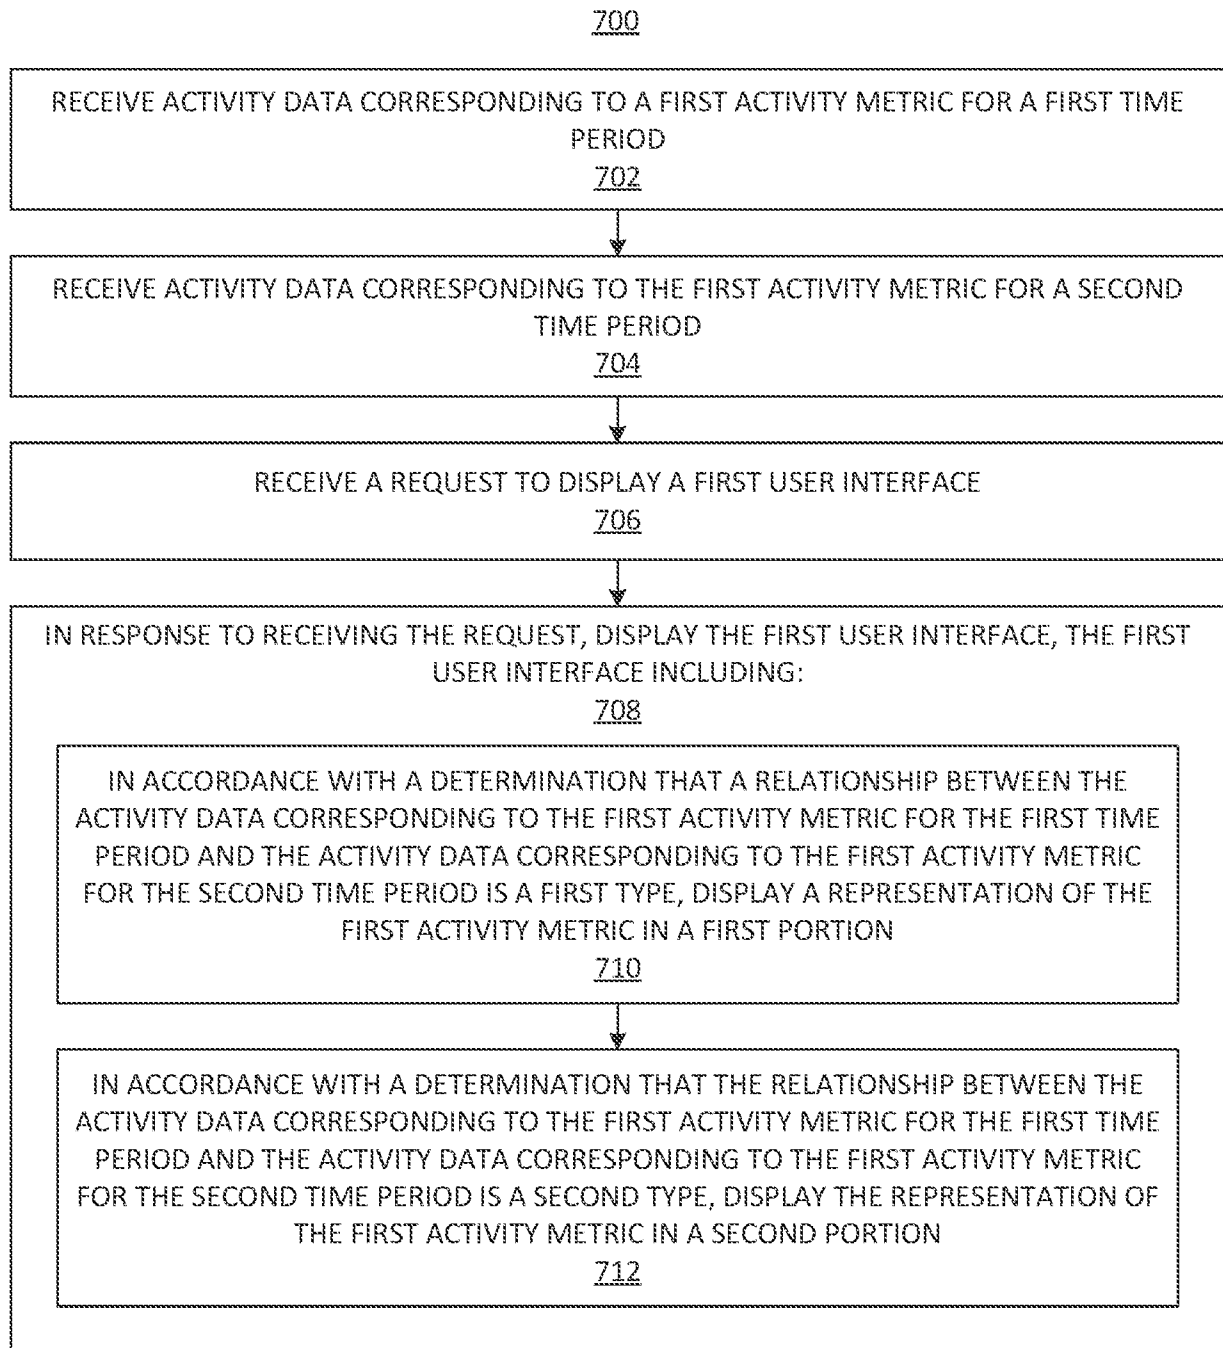 700
RECEIVE ACTIVITY DATA CORRESPONDING TO A FIRST ACTIVITY METRIC FOR A FIRST TIME
PERIOD
702
RECEIVE ACTIVITY DATA CORRESPONDING TO THE FIRST ACTIVITY METRIC FOR A SECOND
TIME PERIOD
704
RECEIVE A REQUEST TO DISPLAY A FIRST USER INTERFACE
706
IN RESPONSE TO RECEIVING THE REQUEST, DISPLAY THE FIRST USER INTERFACE, THE FIRST
USER INTERFACE INCLUDING:
708
IN ACCORDANCE WITH A DETERMINATION THAT A RELATIONSHIP BETWEEN THE
ACTIVITY DATA CORRESPONDING TO THE FIRST ACTIVITY METRIC FOR THE FIRST TIME
PERIOD AND THE ACTIVITY DATA CORRESPONDING TO THE FIRST ACTIVITY METRIC
FOR THE SECOND TIME PERIOD IS A FIRST TYPE, DISPLAY A REPRESENTATION OF THE
FIRST ACTIVITY METRIC IN A FIRST PORTION
710
IN ACCORDANCE WITH A DETERMINATION THAT THE RELATIONSHIP BETWEEN THE
ACTIVITY DATA CORRESPONDING TO THE FIRST ACTIVITY METRIC FOR THE FIRST TIME
PERIOD AND THE ACTIVITY DATA CORRESPONDING TO THE FIRST ACTIVITY METRIC
FOR THE SECOND TIME PERIOD IS A SECOND TYPE, DISPLAY THE REPRESENTATION OF
THE FIRST ACTIVITY METRIC IN A SECOND PORTION
712